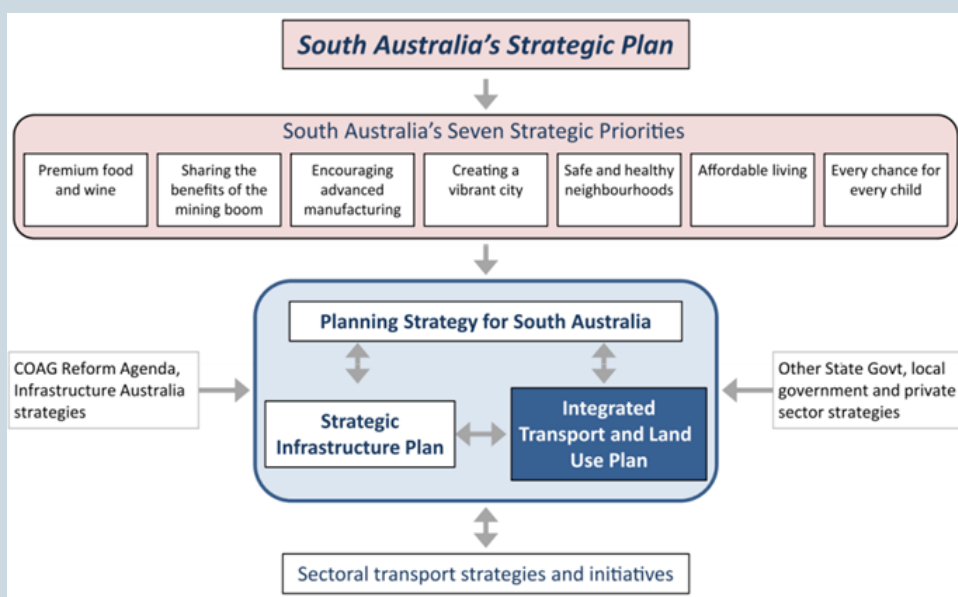 South Australia's Strategic Plan
South Australia's Seven Strategic Priorities
Premium food
and wine
Sharing the
benefits of the
mining boom
Encouraging
advanced
manufacturing
Creating a
vibrant city
Safe and healthy
neighbourhoods
Affordable living
Every chance for
every child
Planning Strategy for South Australia
COAG Reform Agenda,
Infrastructure Australia
strategies
Strategic
Infrastructure Plan
Integrated
Transport and Land
Use Plan
Other State Govt, local
government and private
sector strategies
Sectoral transport strategies and initiatives